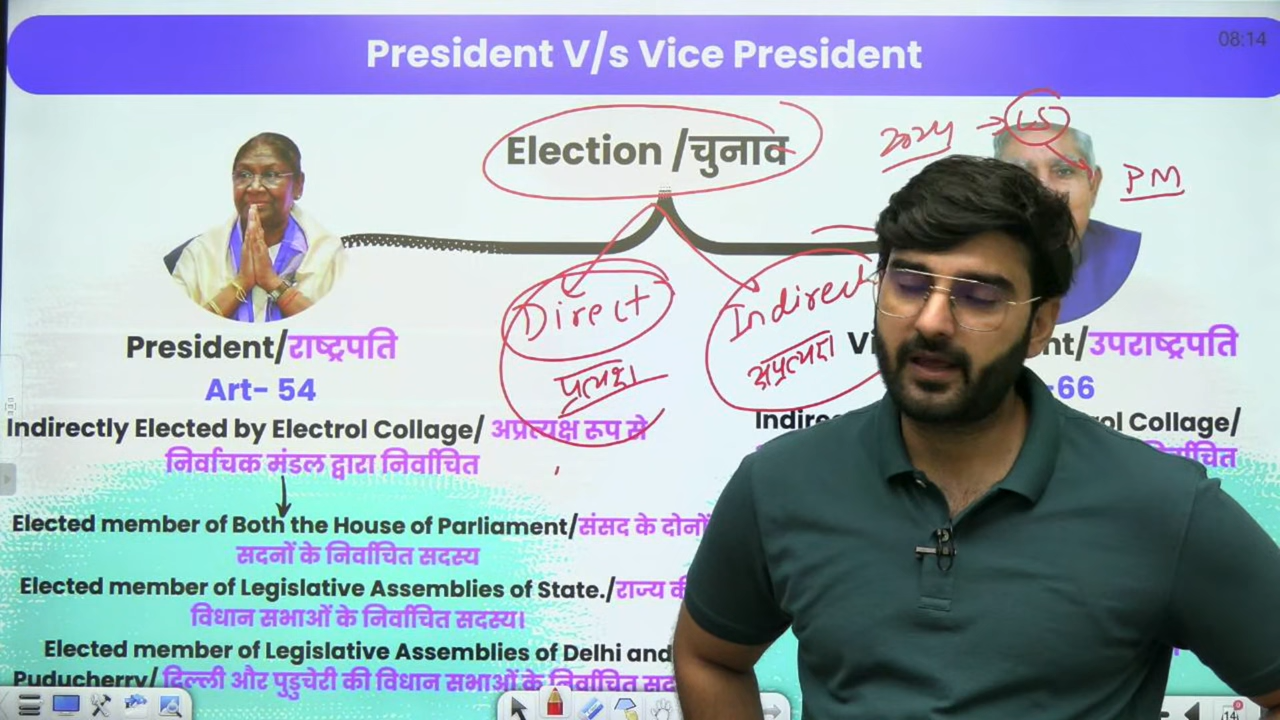 President V/s Vice President
08:14
Election /चुनाव
2024 → LS
PM
Direct
प्रत्यक्ष
Indirect
अप्रत्यक्ष
President/राष्ट्रपति
Art- 54
Indirectly Elected by Electrol Collage/ अप्रत्यक्ष रूप से
निर्वाचक मंडल द्वारा निर्वाचित
Elected member of Both the House of Parliament/संसद के दोनों
सदनों के निर्वाचित सदस्य
Elected member of Legislative Assemblies of State./राज्य की
विधान सभाओं के निर्वाचित सदस्य।
Elected member of Legislative Assemblies of Delhi and
Puducherry/ दिल्ली और पुडुचेरी की विधान सभाओं के निर्वाचित
/उपराष्ट्रपति
-66
Collage/
14